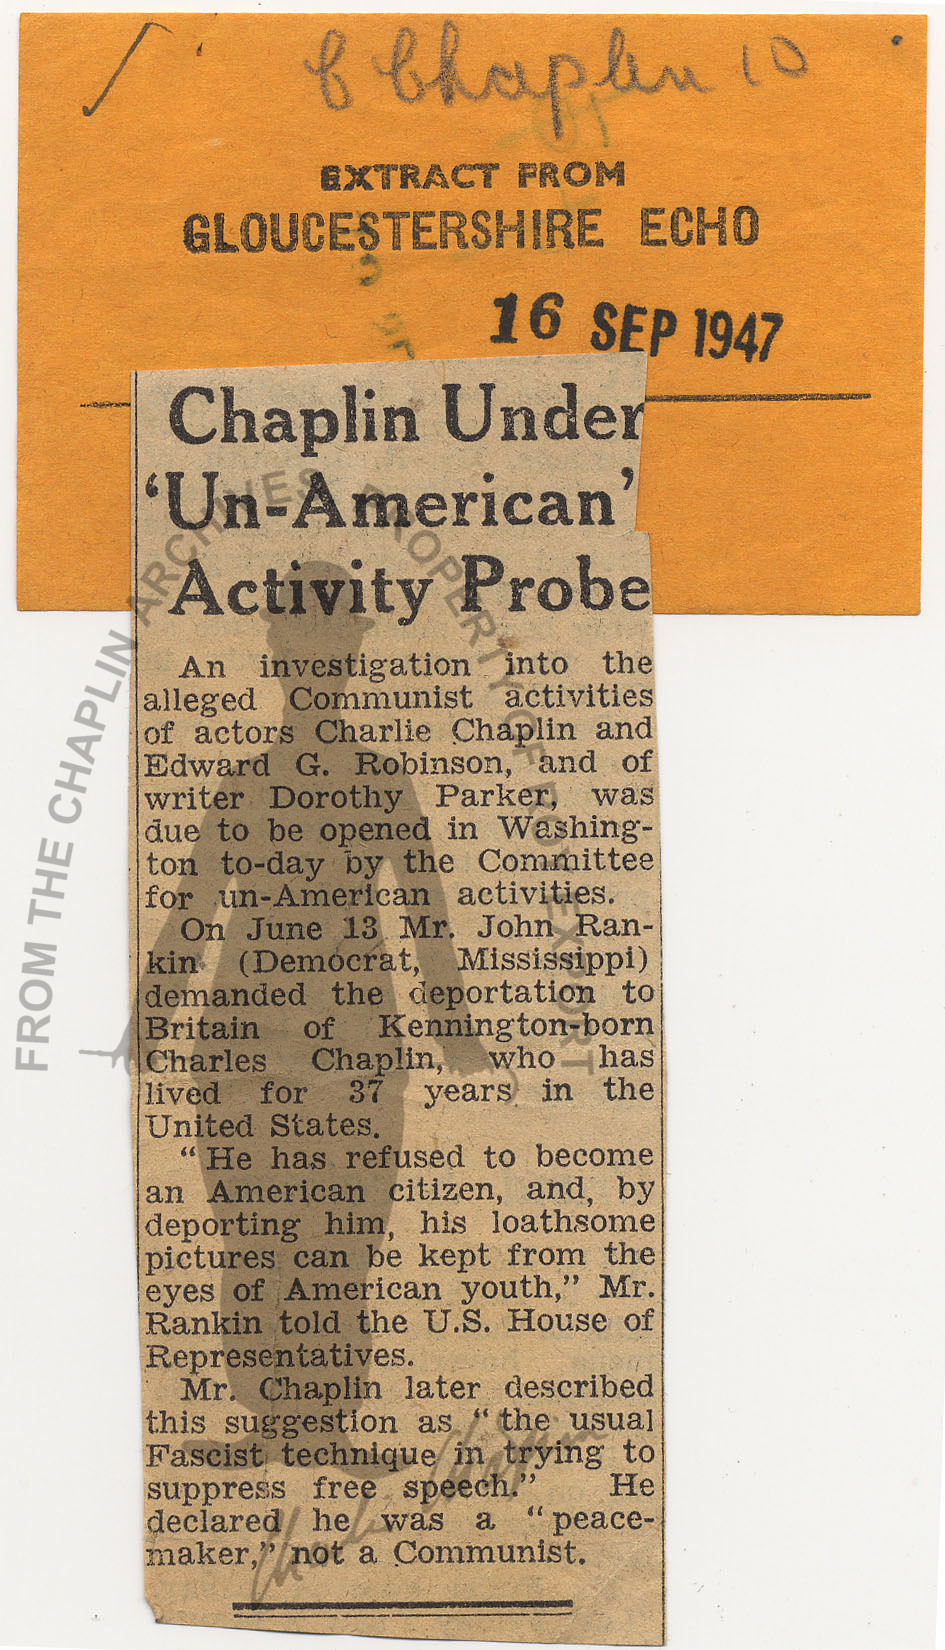 C Chaplin 10
EXTRACT FROM
GLOUCESTERSHIRE ECHO
16 SEP 1947
Chaplin Under
‘Un-American’
Activity Probe
An investigation into the
alleged Communist activities
of actors Charlie Chaplin and
Edward G. Robinson, and of
writer Dorothy Parker, was
due to be opened in Washing-
ton to-day by the Committee
for un-American activities.
On June 13 Mr. John Ran-
kin (Democrat, Mississippi)
demanded the deportation to
Britain of Kennington-born
Charles Chaplin, who has
lived for 37 years in the
United States.
“He has refused to become
an American citizen, and, by
deporting him, his loathsome
pictures can be kept from the
eyes of American youth,” Mr.
Rankin told the U.S. House of
Representatives.
Mr. Chaplin later described
this suggestion as “the usual
Fascist technique in trying to
suppress free speech.” He
declared he was a “peace-
maker,” not a Communist.
FROM THE CHAPLIN ARCHIVES PROPERTY OF ROY EXPORT
Charlie Chaplin